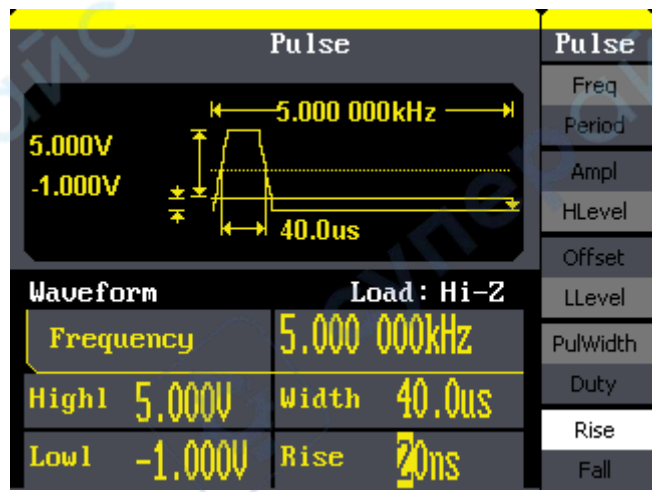 Pulse
Pulse
5.000 000kHz
5.000V
-1.000V
40.0us
Waveform Load: Hi-Z
Frequency 5.000 000kHz
Highl 5.000V Width 40.0us
Lowl -1.000V Rise 20ns
Freq
Period
Ampl
HLevel
Offset
LLevel
PulWidth
Duty
Rise
Fall